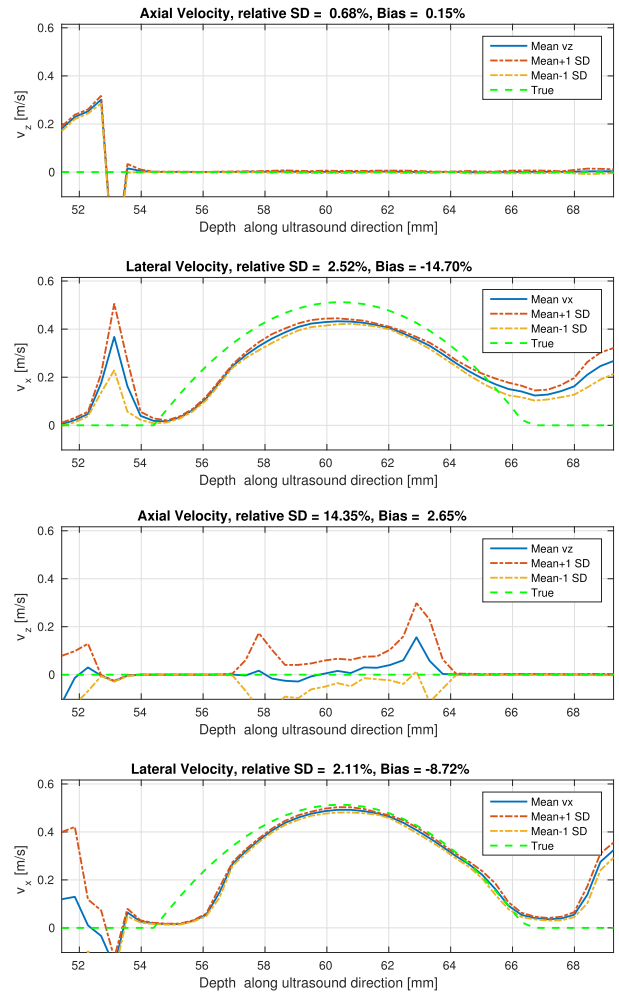 Axial Velocity, relative SD = 0.68%, Bias = 0.15%
0.6
0.4
0.2
0
v z [m/s]
Mean vz
Mean+1 SD
Mean-1 SD
True
52 54 56 58 60 62 64 66 68
Depth along ultrasound direction [mm]
Lateral Velocity, relative SD = 2.52%, Bias = -14.70%
0.6
0.4
0.2
0
v x [m/s]
Mean vx
Mean+1 SD
Mean-1 SD
True
52 54 56 58 60 62 64 66 68
Depth along ultrasound direction [mm]
Axial Velocity, relative SD = 14.35%, Bias = 2.65%
0.6
0.4
0.2
0
v z [m/s]
Mean vz
Mean+1 SD
Mean-1 SD
True
52 54 56 58 60 62 64 66 68
Depth along ultrasound direction [mm]
Lateral Velocity, relative SD = 2.11%, Bias = -8.72%
0.6
0.4
0.2
0
v x [m/s]
Mean vx
Mean+1 SD
Mean-1 SD
True
52 54 56 58 60 62 64 66 68
Depth along ultrasound direction [mm]